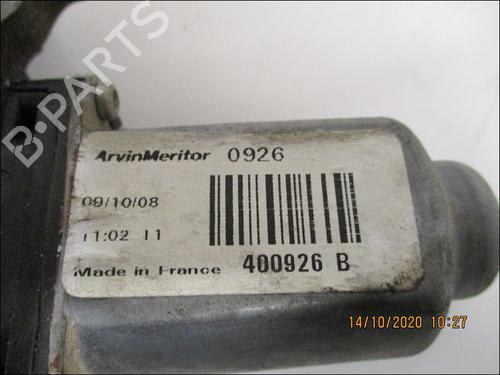 B-PARTS
ArvinMeritor 0926
09/10/08
11:02 11
Made in France 400926 B
14/10/2020 10:27